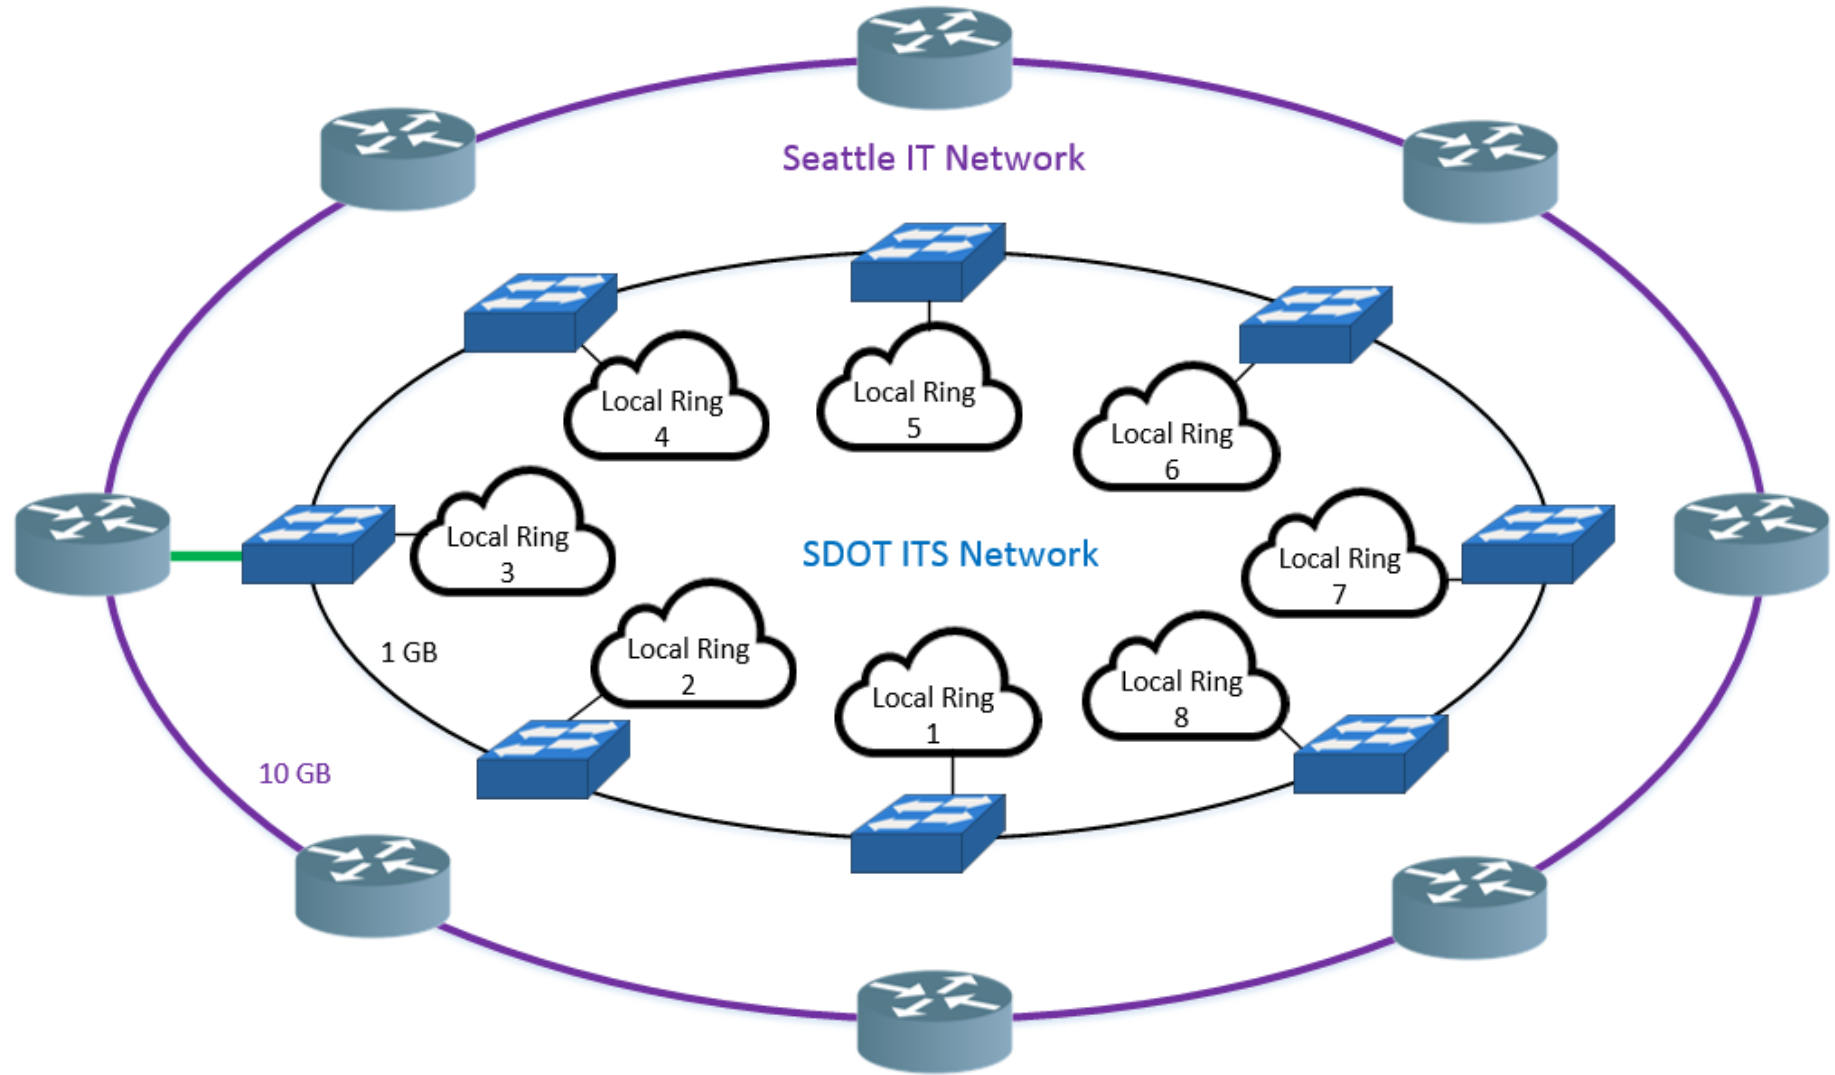 Seattle IT Network
Local Ring
4
Local Ring
5
Local Ring
6
Local Ring
3
SDOT ITS Network
Local Ring
7
1 GB
Local Ring
2
Local Ring
1
Local Ring
8
10 GB